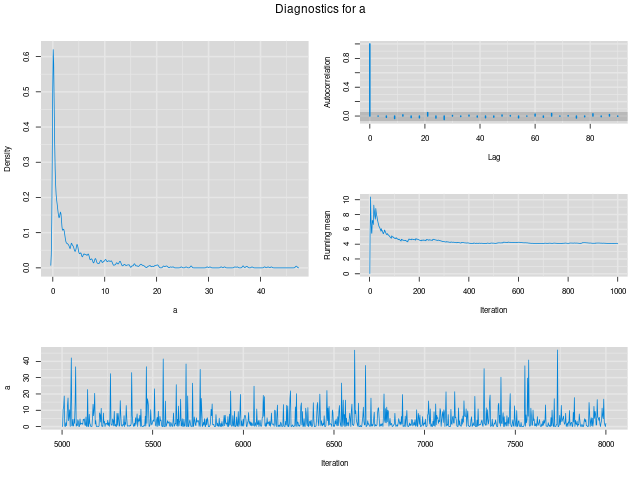 Diagnostics for a
Density
0.0 0.1 0.2 0.3 0.4 0.5 0.6
0 10 20 30 40
a
Autocorrelation
0.0 0.4 0.8
0 20 40 60 80
Lag
Running mean
0 2 4 6 8 10
0 200 400 600 800 1000
Iteration
a
0 10 20 30 40
5000 5500 6000 6500 7000 7500 8000
Iteration